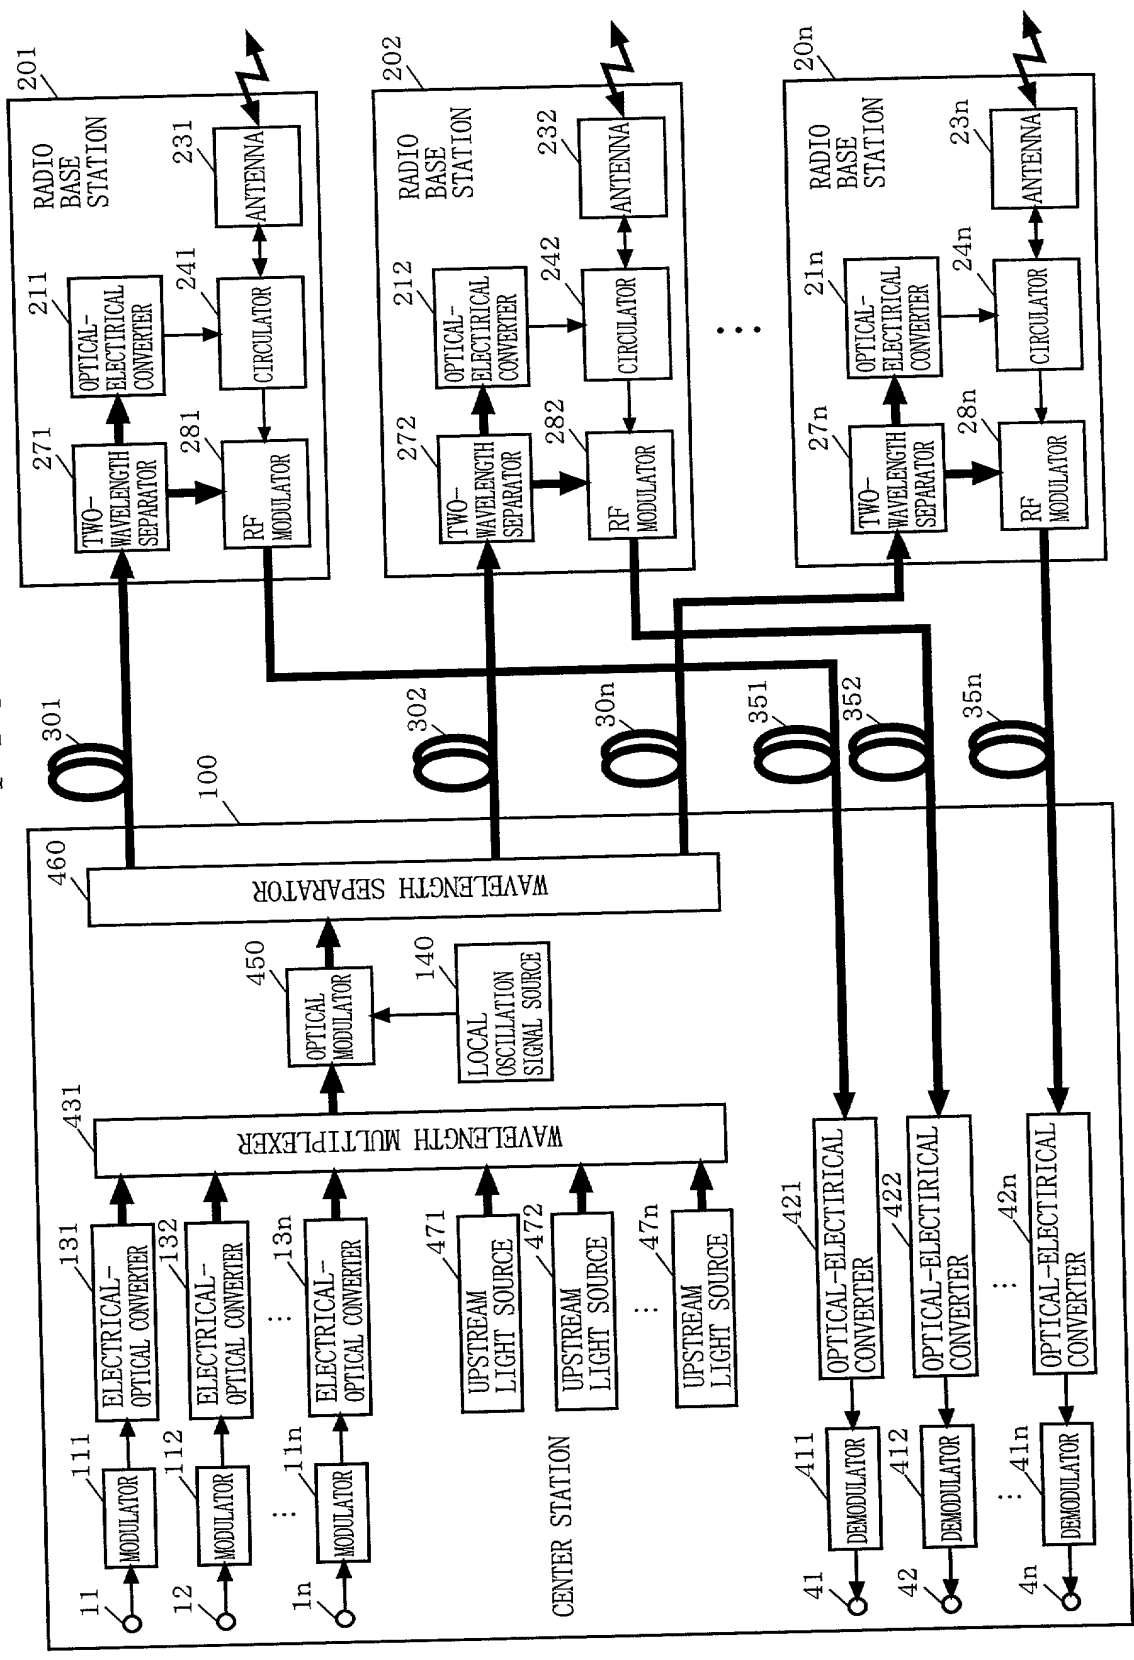 201
RADIO
BASE
STATION
211
OPTICAL-
ELECTIRICAL
CONVERTER
241
CIRCULATOR
231
ANTENNA
271
TWO-
WAVELENGTH
SEPARATOR
281
RF
MODULATOR
202
RADIO
BASE
STATION
212
OPTICAL-
ELECTIRICAL
CONVERTER
242
CIRCULATOR
232
ANTENNA
272
TWO-
WAVELENGTH
SEPARATOR
282
RF
MODULATOR
...
20n
RADIO
BASE
STATION
21n
OPTICAL-
ELECTIRICAL
CONVERTER
24n
CIRCULATOR
23n
ANTENNA
27n
TWO-
WAVELENGTH
SEPARATOR
28n
RF
MODULATOR
301
302
30n
351
352
35n
100
460
WAVELENGTH SEPARATOR
450
OPTICAL
MODULATOR
140
LOCAL
OSCILLATION
SIGNAL SOURCE
431
WAVELENGTH MULTIPLEXER
131
ELECTRICAL-
OPTICAL CONVERTER
132
ELECTRICAL-
OPTICAL CONVERTER
...
13n
ELECTRICAL-
OPTICAL CONVERTER
471
UPSTREAM
LIGHT SOURCE
472
UPSTREAM
LIGHT SOURCE
...
47n
UPSTREAM
LIGHT SOURCE
421
OPTICAL-ELECTIRICAL
CONVERTER
422
OPTICAL-ELECTIRICAL
CONVERTER
...
42n
OPTICAL-ELECTIRICAL
CONVERTER
111
MODULATOR
112
MODULATOR
...
11n
MODULATOR
CENTER STATION
411
DEMODULATOR
412
DEMODULATOR
...
41n
DEMODULATOR
11
12
1n
41
42
4n